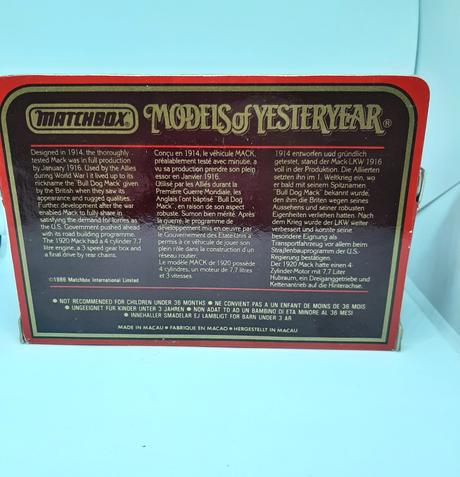 MATCHBOX
MODELS of YESTERYEAR ®
Designed in 1914, the thoroughly
tested Mack was in full production
by January 1916. Used by the Allies
during World War I it lived up to its
nickname the "Bull Dog Mack" given
by the British when they saw its
appearance and rugged qualities.
Further development after the war
enabled Mack to fully share in
satisfying the demand for lorries as
the U.S. Government pushed ahead
with its road building programme.
The 1920 Mack had a 4 cylinder 7.7
litre engine, a 3 speed gear box and
a final drive by rear chains.
©1986 Matchbox International Limited
Conçu en 1914, le véhicule MACK,
préalablement testé avec minutie, a
vu sa production prendre son plein
essor en Janvier 1916.
Utilisé par les Alliés durant la
Première Guerre Mondiale, les
Anglais l'ont baptisé "Bull Dog
Mack", en raison de son aspect
robuste. Surnom bien mérité. Après
la guerre, le programme de
développement mis en oeuvre par
le Gouvernement des Etats-Unis a
permis à ce véhicule de jouer son
plein rôle dans la construction d'un
réseau routier.
Le modèle MACK de 1920 possède
4 cylindres, un moteur de 7,7 litres
et 3 vitesses.
1914 entworfen und gründlich
getestet, stand der Mack LKW 1916
voll in der Produktion. Die Alliierten
setzten ihn im 1. Weltkrieg ein, wo
er bald mit seinem Spitznamen
"Bull Dog Mack" bekannt wurde,
den ihm die Briten wegen seines
Aussehens und seiner robusten
Eigenheiten verliehen hatten. Nach
dem Krieg wurde der LKW weiter
verbessert und konnte seine
besondere Eignung als
Transportfahrzeug vor allem beim
Straßenbauprogramm der U.S.-
Regierung bestätigen.
Der 1920 Mack hatte einen 4-
Zylinder-Motor mit 7,7 Liter
Hubraum, ein Dreiganggetriebe und
Kettenantrieb auf die Hinterachse.
● NOT RECOMMENDED FOR CHILDREN UNDER 36 MONTHS ● NE CONVIENT PAS A UN ENFANT DE MOINS DE 36 MOIS
● UNGEEIGNET FÜR KINDER UNTER 3 JAHREN ● NON ADATTO AD UN BAMBINO DI ETA MINORE AL 36 MESI
● INNEHALLER SMADELAR EJ LAMBLIGT FOR BARN UNDER 3 AR
MADE IN MACAU ● FABRIQUE EN MACAO ● HERGESTELLT IN MACAU